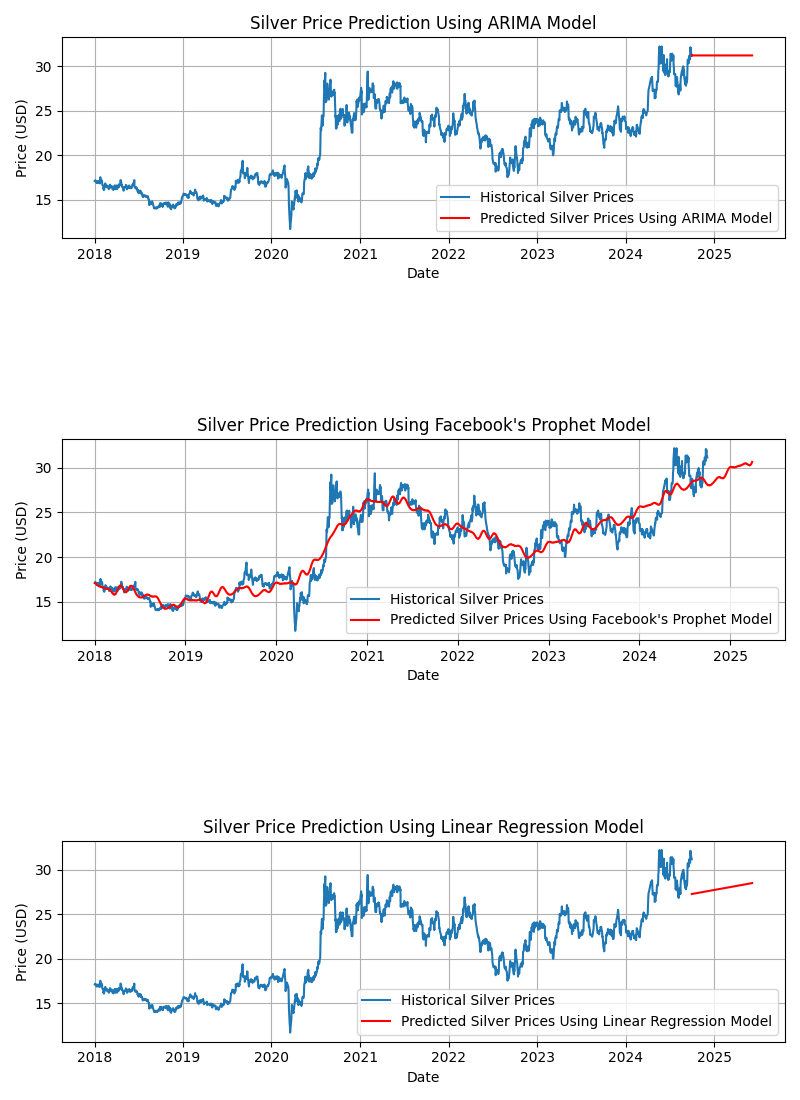 Silver Price Prediction Using ARIMA Model
30
25
20
15
Price (USD)
Historical Silver Prices
Predicted Silver Prices Using ARIMA Model
2018 2019 2020 2021 2022 2023 2024 2025
Date
Silver Price Prediction Using Facebook's Prophet Model
30
25
20
15
Price (USD)
Historical Silver Prices
Predicted Silver Prices Using Facebook's Prophet Model
2018 2019 2020 2021 2022 2023 2024 2025
Date
Silver Price Prediction Using Linear Regression Model
30
25
20
15
Price (USD)
Historical Silver Prices
Predicted Silver Prices Using Linear Regression Model
2018 2019 2020 2021 2022 2023 2024 2025
Date